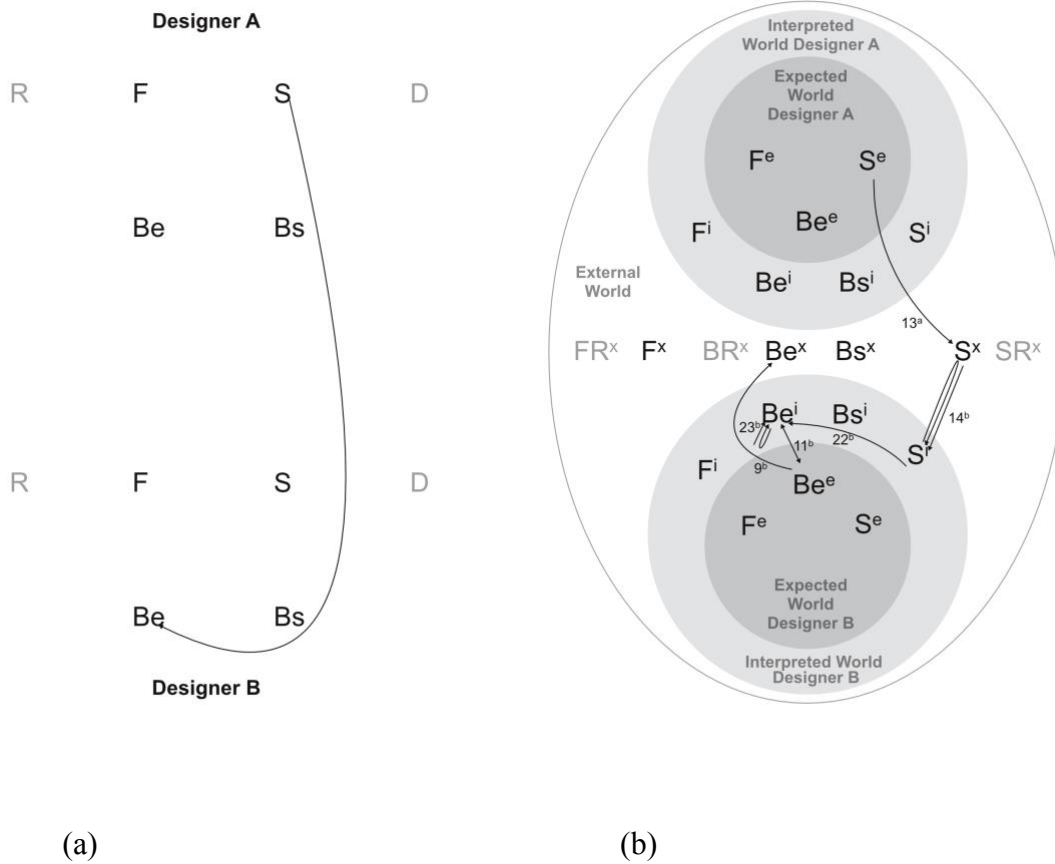 Designer A
R F S D
Be Bs
R F S D
Be Bs
Designer B
(a)
Interpreted
World Designer A
Expected
World
Designer A
Fᵉ Sᵉ
Beᵉ
Fⁱ Sⁱ
Beⁱ Bsⁱ
External
World
13ᵃ
FRˣ Fˣ BRˣ Beˣ Bsˣ Sˣ SRˣ
14ᵇ
Beⁱ Bsⁱ
23ᵇ 11ᵇ 22ᵇ
Sⁱ
Fⁱ 9ᵇ
Beᵉ
Fᵉ Sᵉ
Expected
World
Designer B
Interpreted World
Designer B
(b)